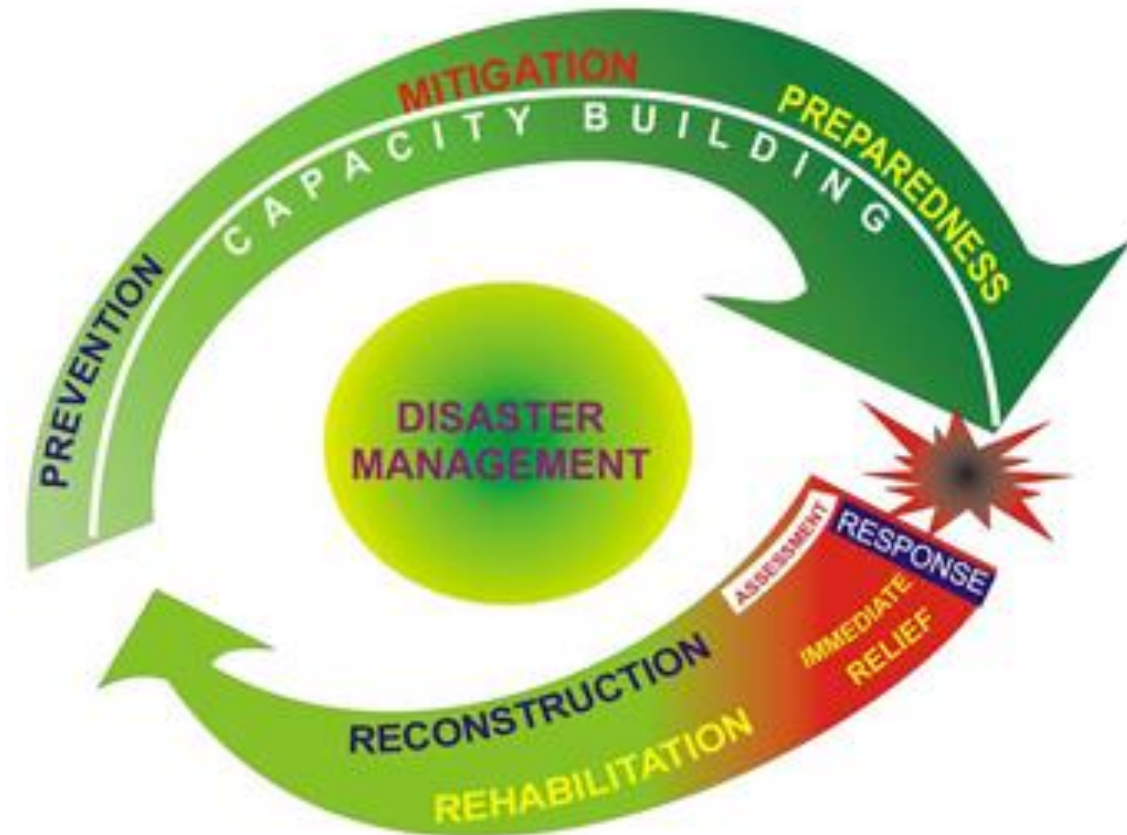 PREVENTION
MITIGATION
PREPAREDNESS
CAPACITY BUILDING
DISASTER
MANAGEMENT
RESPONSE
ASSESSMENT
IMMEDIATE
RELIEF
RECONSTRUCTION
REHABILITATION